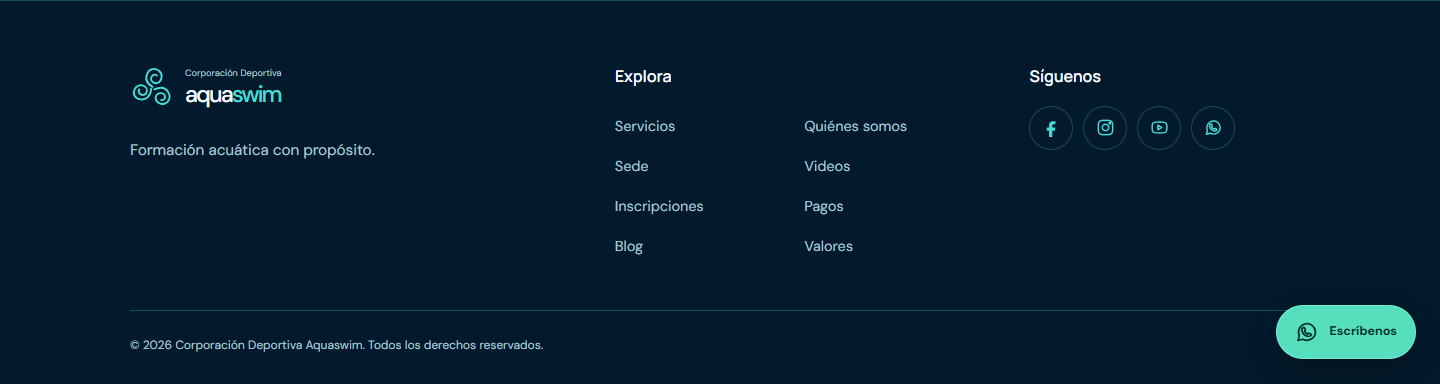 Corporación Deportiva
aquaswim
Formación acuática con propósito.
Explora
Servicios
Sede
Inscripciones
Blog
Quiénes somos
Videos
Pagos
Valores
Síguenos
© 2026 Corporación Deportiva Aquaswim. Todos los derechos reservados.
Escríbenos